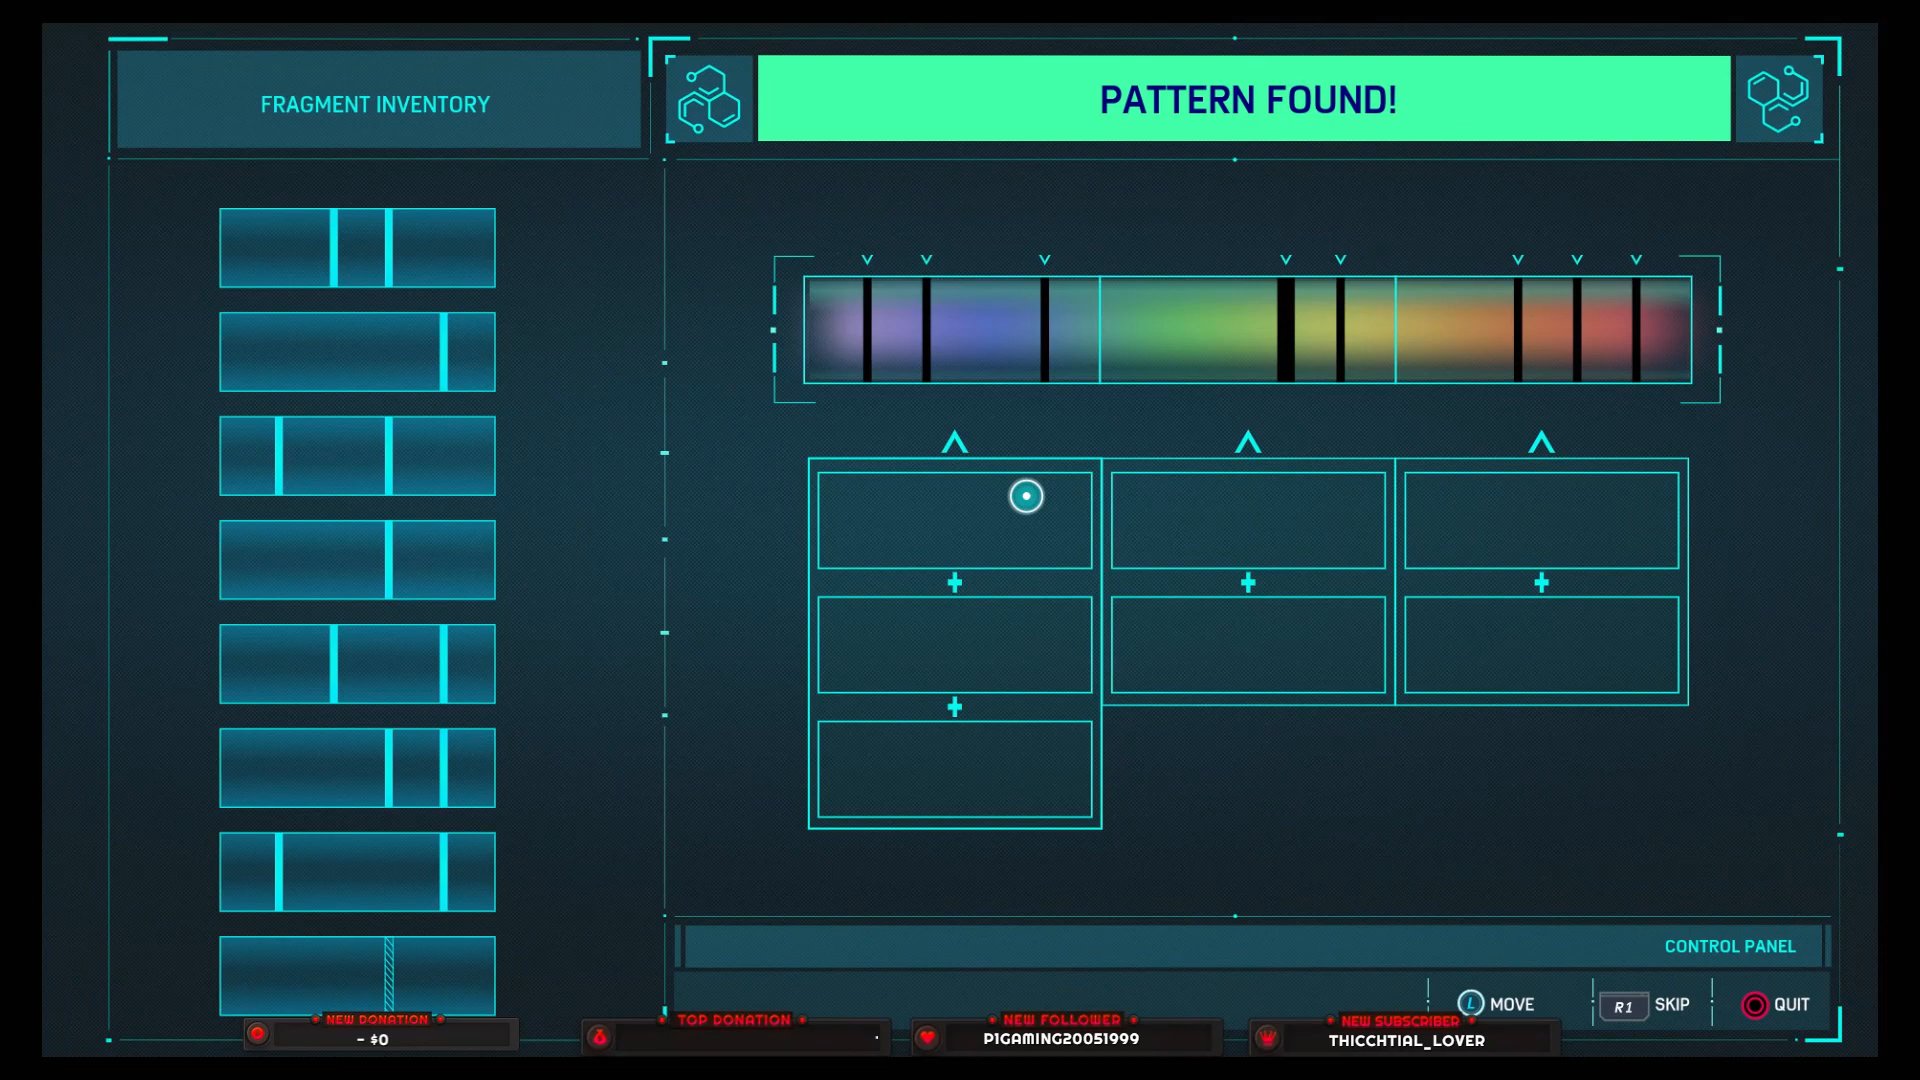 FRAGMENT INVENTORY
PATTERN FOUND!
CONTROL PANEL
L MOVE
R1 SKIP
QUIT
NEW DONATION
- $0
TOP DONATION
NEW FOLLOWER
P1GAMING20051999
NEW SUBSCRIBER
THICCHTIAL_LOVER